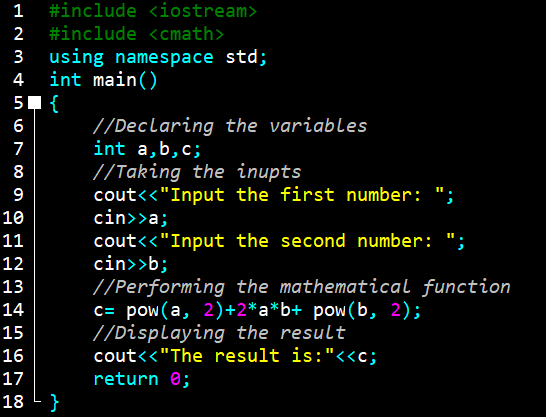 1 #include <iostream>
2 #include <cmath>
3 using namespace std;
4 int main()
5 {
6 //Declaring the variables
7 int a,b,c;
8 //Taking the inupts
9 cout<<"Input the first number: ";
10 cin>>a;
11 cout<<"Input the second number: ";
12 cin>>b;
13 //Performing the mathematical function
14 c= pow(a, 2)+2*a*b+ pow(b, 2);
15 //Displaying the result
16 cout<<"The result is:"<<c;
17 return 0;
18 }